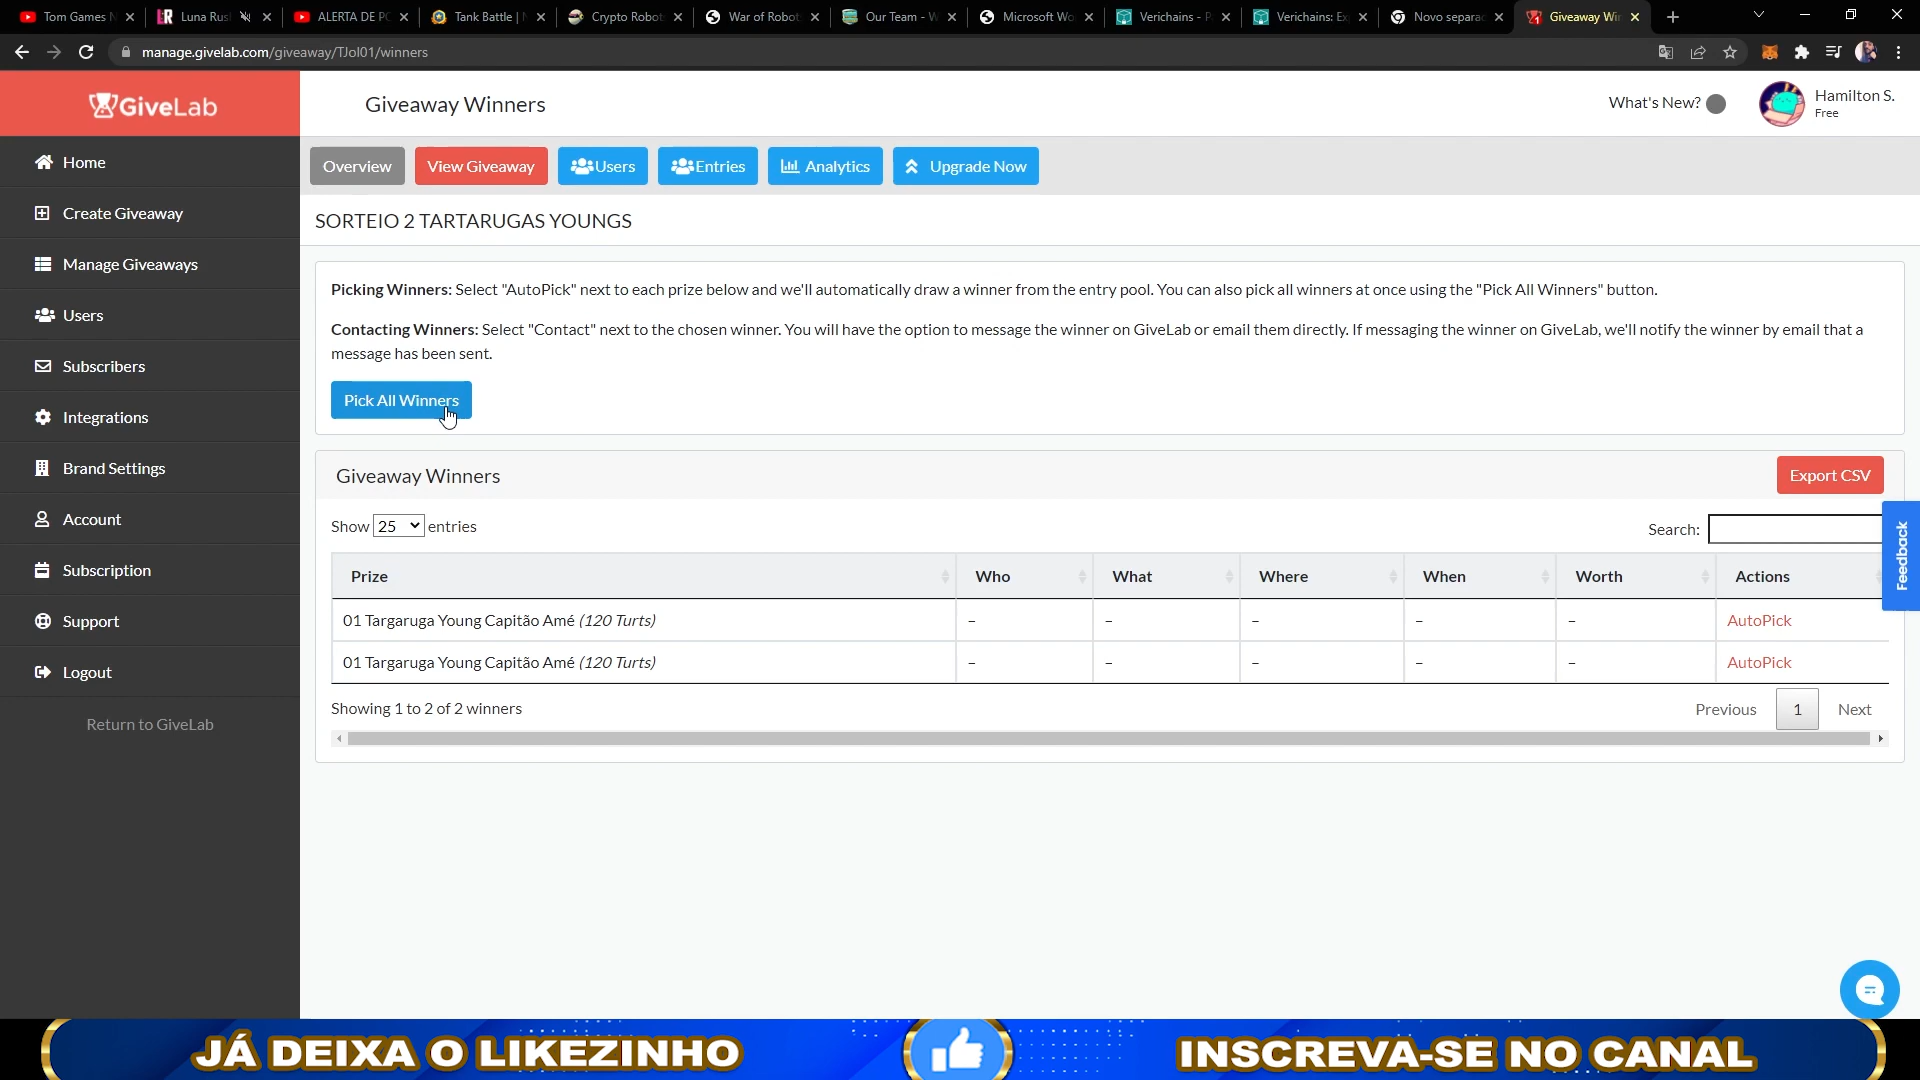 Tom Games N
Luna Rus
ALERTA DE PO
Tank Battle | N
Crypto Robot
War of Robot
Our Team - W
Microsoft Wo
Verichains - P
Verichains: Ex
Novo separad
Giveaway Wi
manage.givelab.com/giveaway/TJol01/winners
GiveLab
Giveaway Winners
What's New?
Hamilton S.
Free
Home
Create Giveaway
Manage Giveaways
Users
Subscribers
Integrations
Brand Settings
Account
Subscription
Support
Logout
Return to GiveLab
Overview
View Giveaway
Users
Entries
Analytics
Upgrade Now
SORTEIO 2 TARTARUGAS YOUNGS
Picking Winners: Select "AutoPick" next to each prize below and we'll automatically draw a winner from the entry pool. You can also pick all winners at once using the "Pick All Winners" button.
Contacting Winners: Select "Contact" next to the chosen winner. You will have the option to message the winner on GiveLab or email them directly. If messaging the winner on GiveLab, we'll notify the winner by email that a
message has been sent.
Pick All Winners
Giveaway Winners
Export CSV
Show 25 entries
Search:
Feedback
Prize Who What Where When Worth Actions
01 Targaruga Young Capitão Amé (120 Turts) – – – – – AutoPick
01 Targaruga Young Capitão Amé (120 Turts) – – – – – AutoPick
Showing 1 to 2 of 2 winners
Previous 1 Next
JÁ DEIXA O LIKEZINHO
INSCREVA-SE NO CANAL